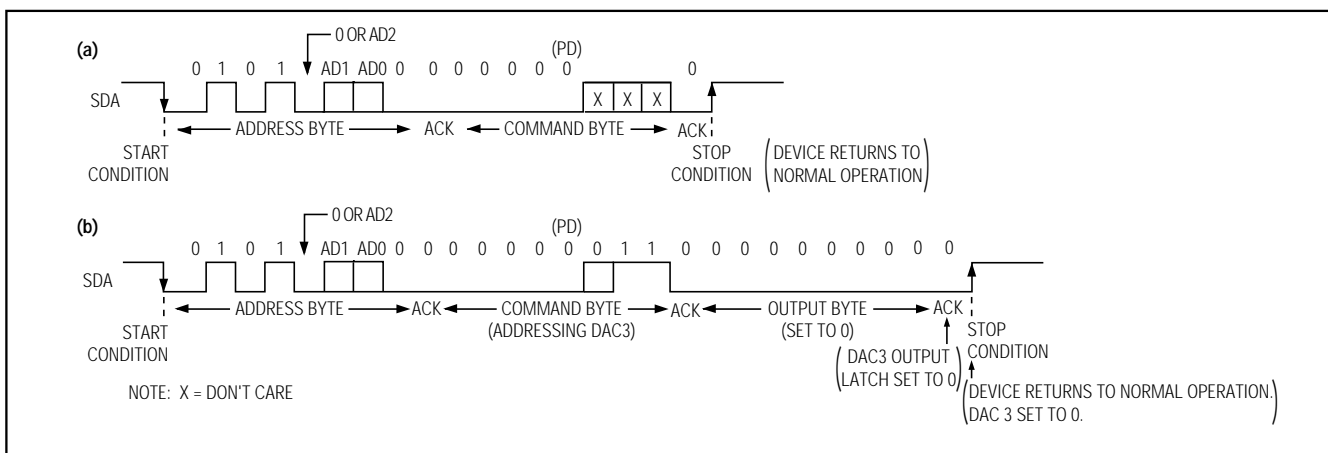 (a)
0 OR AD2
(PD)
0 1 0 1 AD1 AD0 0 0 0 0 0 0 0 0
SDA
X X X
ADDRESS BYTE ACK COMMAND BYTE ACK
START CONDITION
STOP CONDITION
(DEVICE RETURNS TO NORMAL OPERATION)
(b)
0 OR AD2
(PD)
0 1 0 1 AD1 AD0 0 0 0 0 0 0 0 0 1 1 0 0 0 0 0 0 0 0 0 0
SDA
ADDRESS BYTE ACK COMMAND BYTE ACK OUTPUT BYTE ACK
(ADDRESSING DAC3) (SET TO 0)
START CONDITION
STOP CONDITION
(DAC3 OUTPUT LATCH SET TO 0)
NOTE: X = DON'T CARE
(DEVICE RETURNS TO NORMAL OPERATION.
DAC 3 SET TO 0.